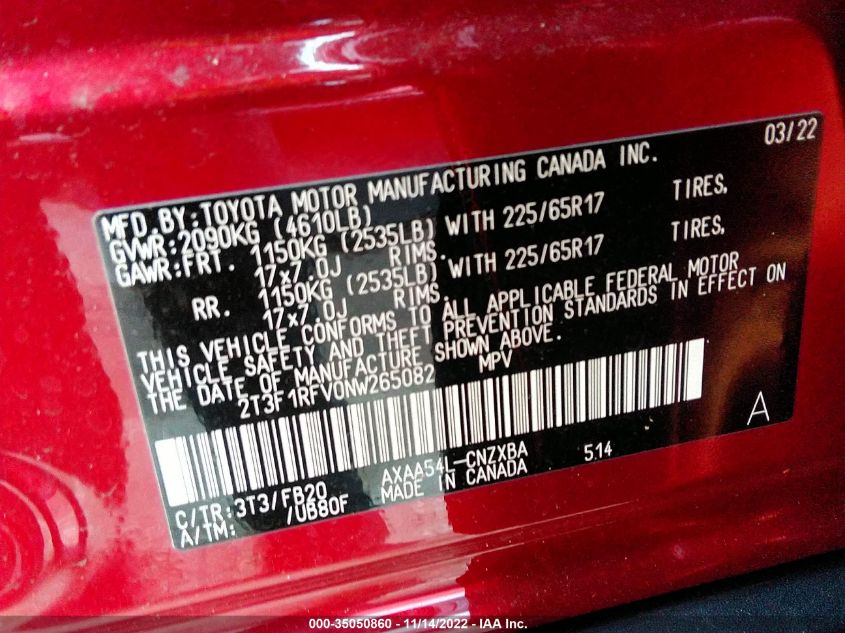 03/22
MFD.BY:TOYOTA MOTOR MANUFACTURING CANADA INC.
GVWR:2090KG (4610LB)
GAWR:FRT. 1150KG (2535LB) WITH 225/65R17 TIRES,
17x7.0J RIMS.
RR. 1150KG (2535LB) WITH 225/65R17 TIRES,
17x7.0J RIMS.
THIS VEHICLE CONFORMS TO ALL APPLICABLE FEDERAL MOTOR
VEHICLE SAFETY AND THEFT PREVENTION STANDARDS IN EFFECT ON
THE DATE OF MANUFACTURE SHOWN ABOVE.
2T3F1RFV0NW265082 MPV
A
C/TR:3T3/FB20 AXAA54L-CNZXBA 514
A/TM: /UB80F MADE IN CANADA
000-35050860 - 11/14/2022 - IAA Inc.